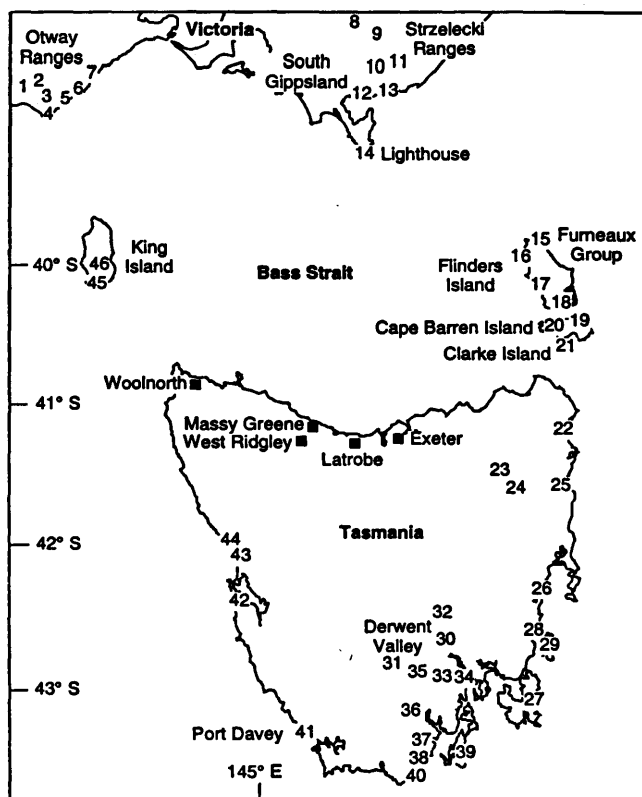 8
Strzelecki
Ranges
Victoria
9
Otway
Ranges
South
Gippsland
10 11
7
1 2 3 4 5 6
12 13
14 Lighthouse
15
Furneaux
Group
16
King
Island
46
45
40° S
Bass Strait
Flinders
Island
17
18
19
Cape Barren Island
20
Clarke Island
21
Woolnorth
41° S
Massy Greene
West Ridgley
Latrobe
Exeter
22
23
24
25
Tasmania
42° S
44
43
42
26
32
Derwent
Valley
30
28
29
31 35 33 34
43° S
27
36
Port Davey
41
37
38
39
40
145° E